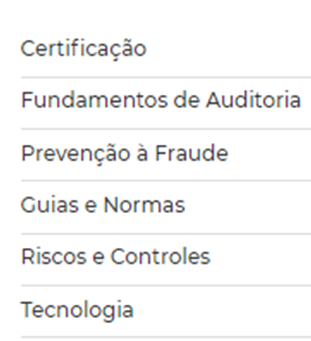 Certificação
Fundamentos de Auditoria
Prevenção à Fraude
Guias e Normas
Riscos e Controles
Tecnologia